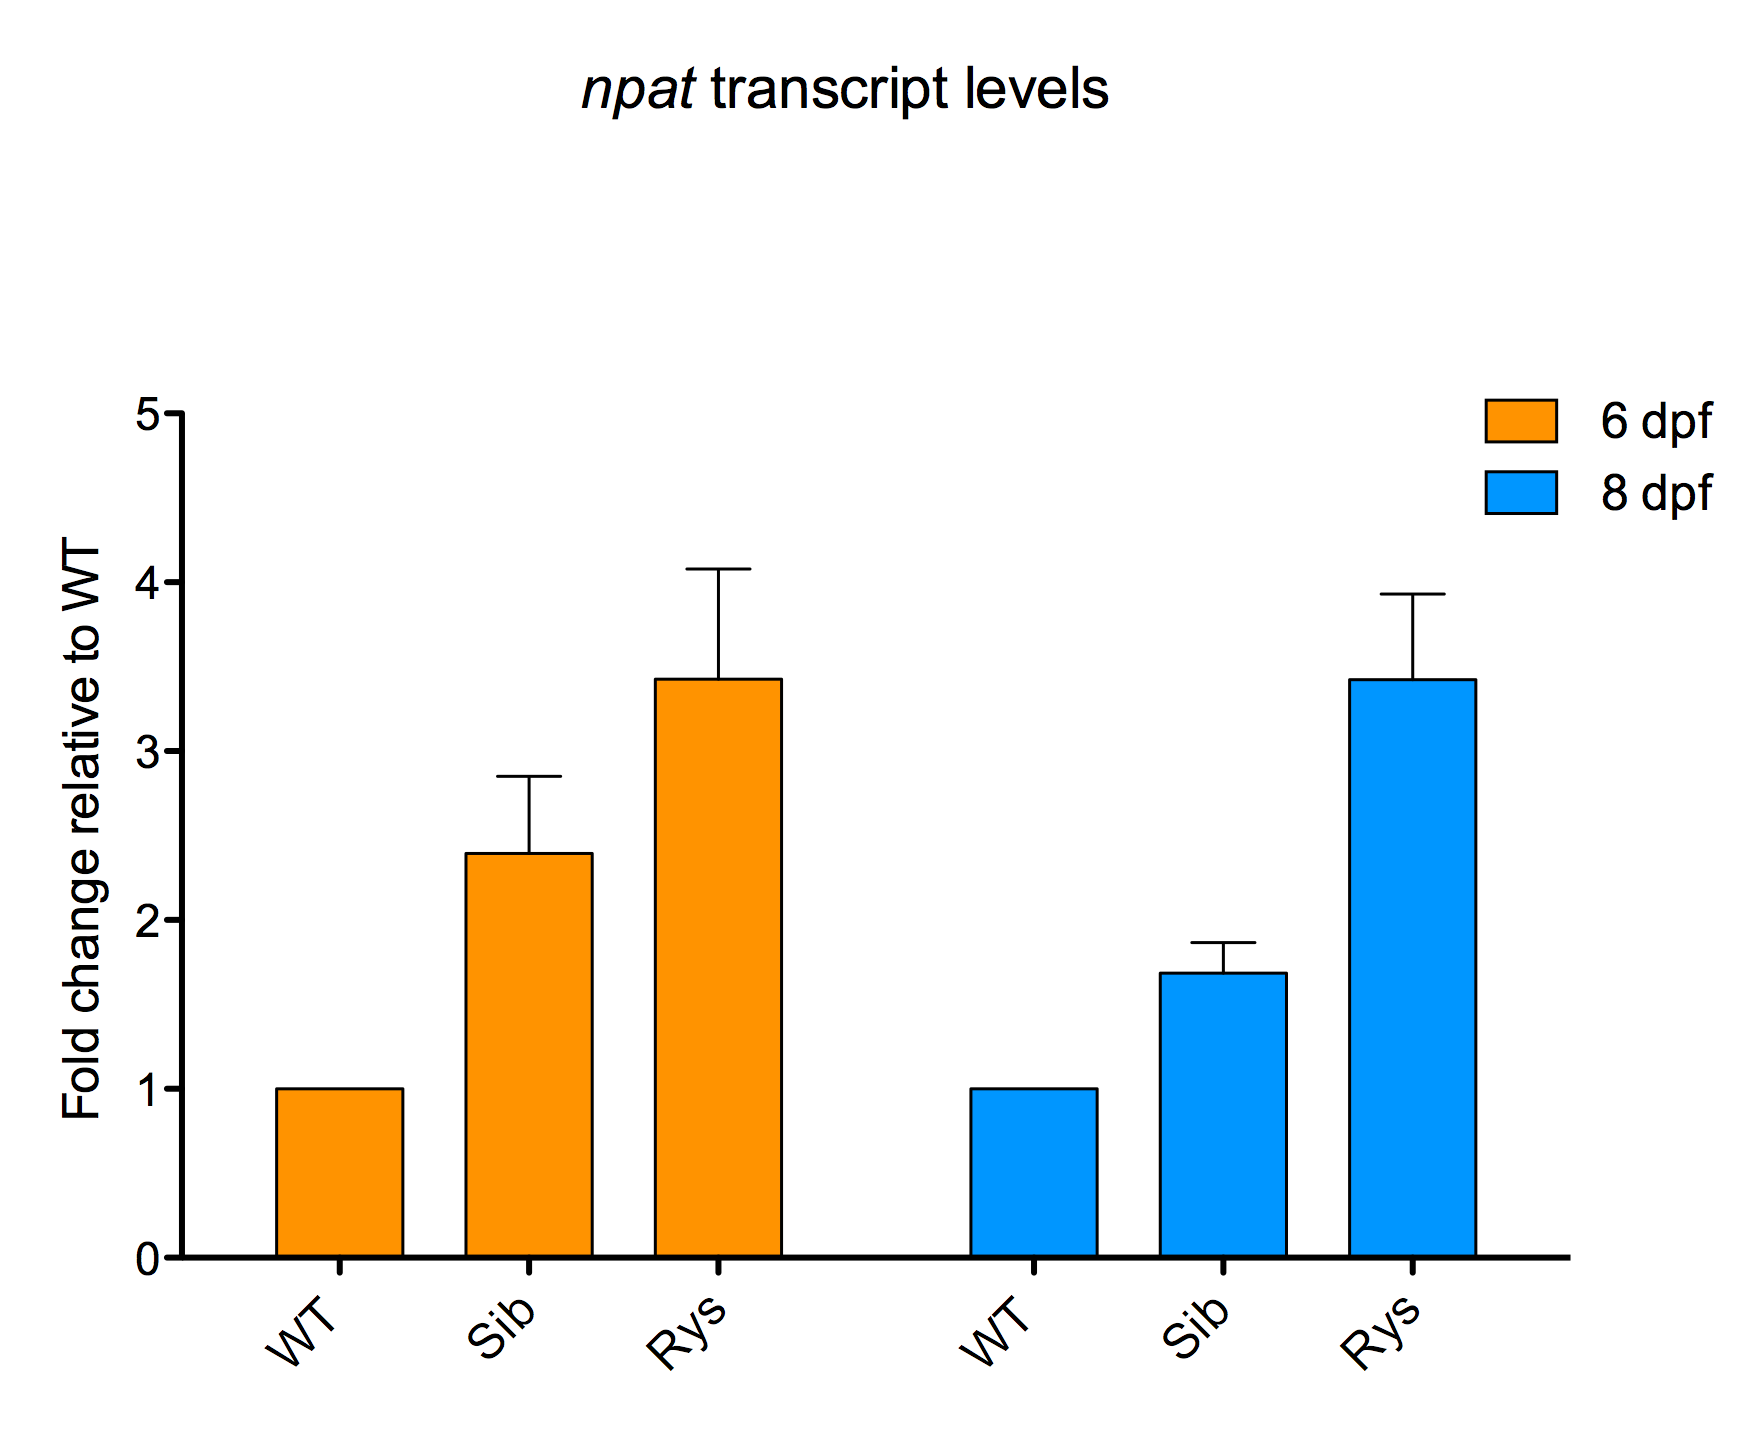 npat transcript levels
5
4
3
2
1
0
Fold change relative to WT
6 dpf
8 dpf
WT
Sib
Rys
WT
Sib
Rys